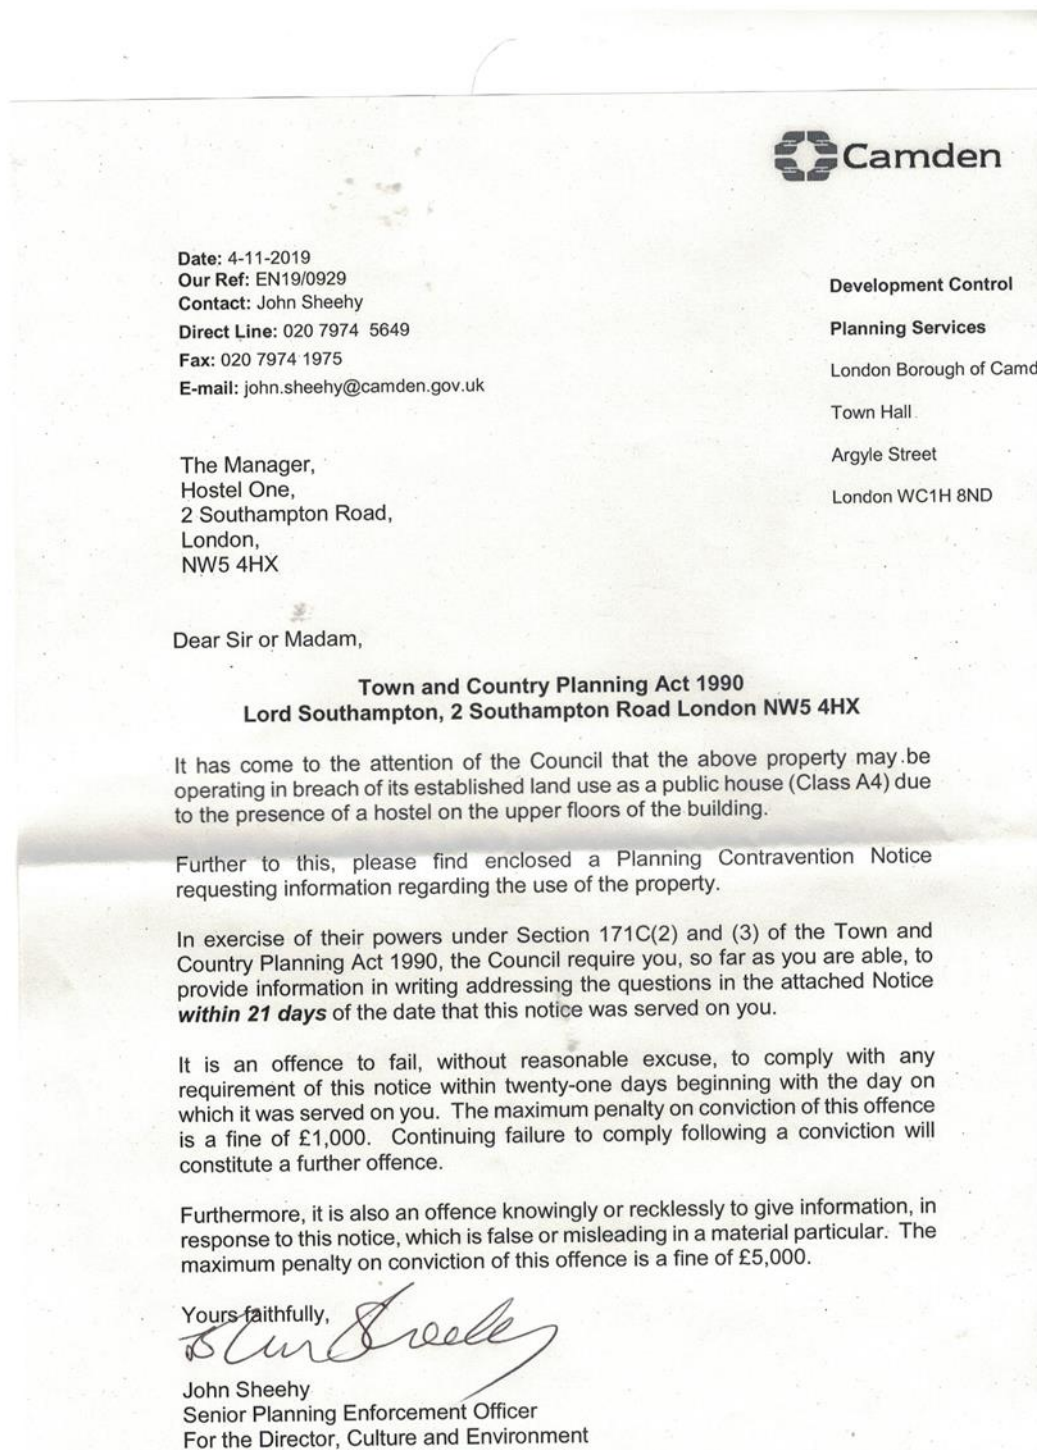 Camden
Date: 4-11-2019
Our Ref: EN19/0929
Contact: John Sheehy
Direct Line: 020 7974 5649
Fax: 020 7974 1975
E-mail: john.sheehy@camden.gov.uk
Development Control
Planning Services
London Borough of Camd
Town Hall
Argyle Street
London WC1H 8ND
The Manager,
Hostel One,
2 Southampton Road,
London,
NW5 4HX
Dear Sir or Madam,
Town and Country Planning Act 1990
Lord Southampton, 2 Southampton Road London NW5 4HX
It has come to the attention of the Council that the above property may be
operating in breach of its established land use as a public house (Class A4) due
to the presence of a hostel on the upper floors of the building.
Further to this, please find enclosed a Planning Contravention Notice
requesting information regarding the use of the property.
In exercise of their powers under Section 171C(2) and (3) of the Town and
Country Planning Act 1990, the Council require you, so far as you are able, to
provide information in writing addressing the questions in the attached Notice
within 21 days of the date that this notice was served on you.
It is an offence to fail, without reasonable excuse, to comply with any
requirement of this notice within twenty-one days beginning with the day on
which it was served on you. The maximum penalty on conviction of this offence
is a fine of £1,000. Continuing failure to comply following a conviction will
constitute a further offence.
Furthermore, it is also an offence knowingly or recklessly to give information, in
response to this notice, which is false or misleading in a material particular. The
maximum penalty on conviction of this offence is a fine of £5,000.
Yours faithfully,
John Sheehy
Senior Planning Enforcement Officer
For the Director, Culture and Environment